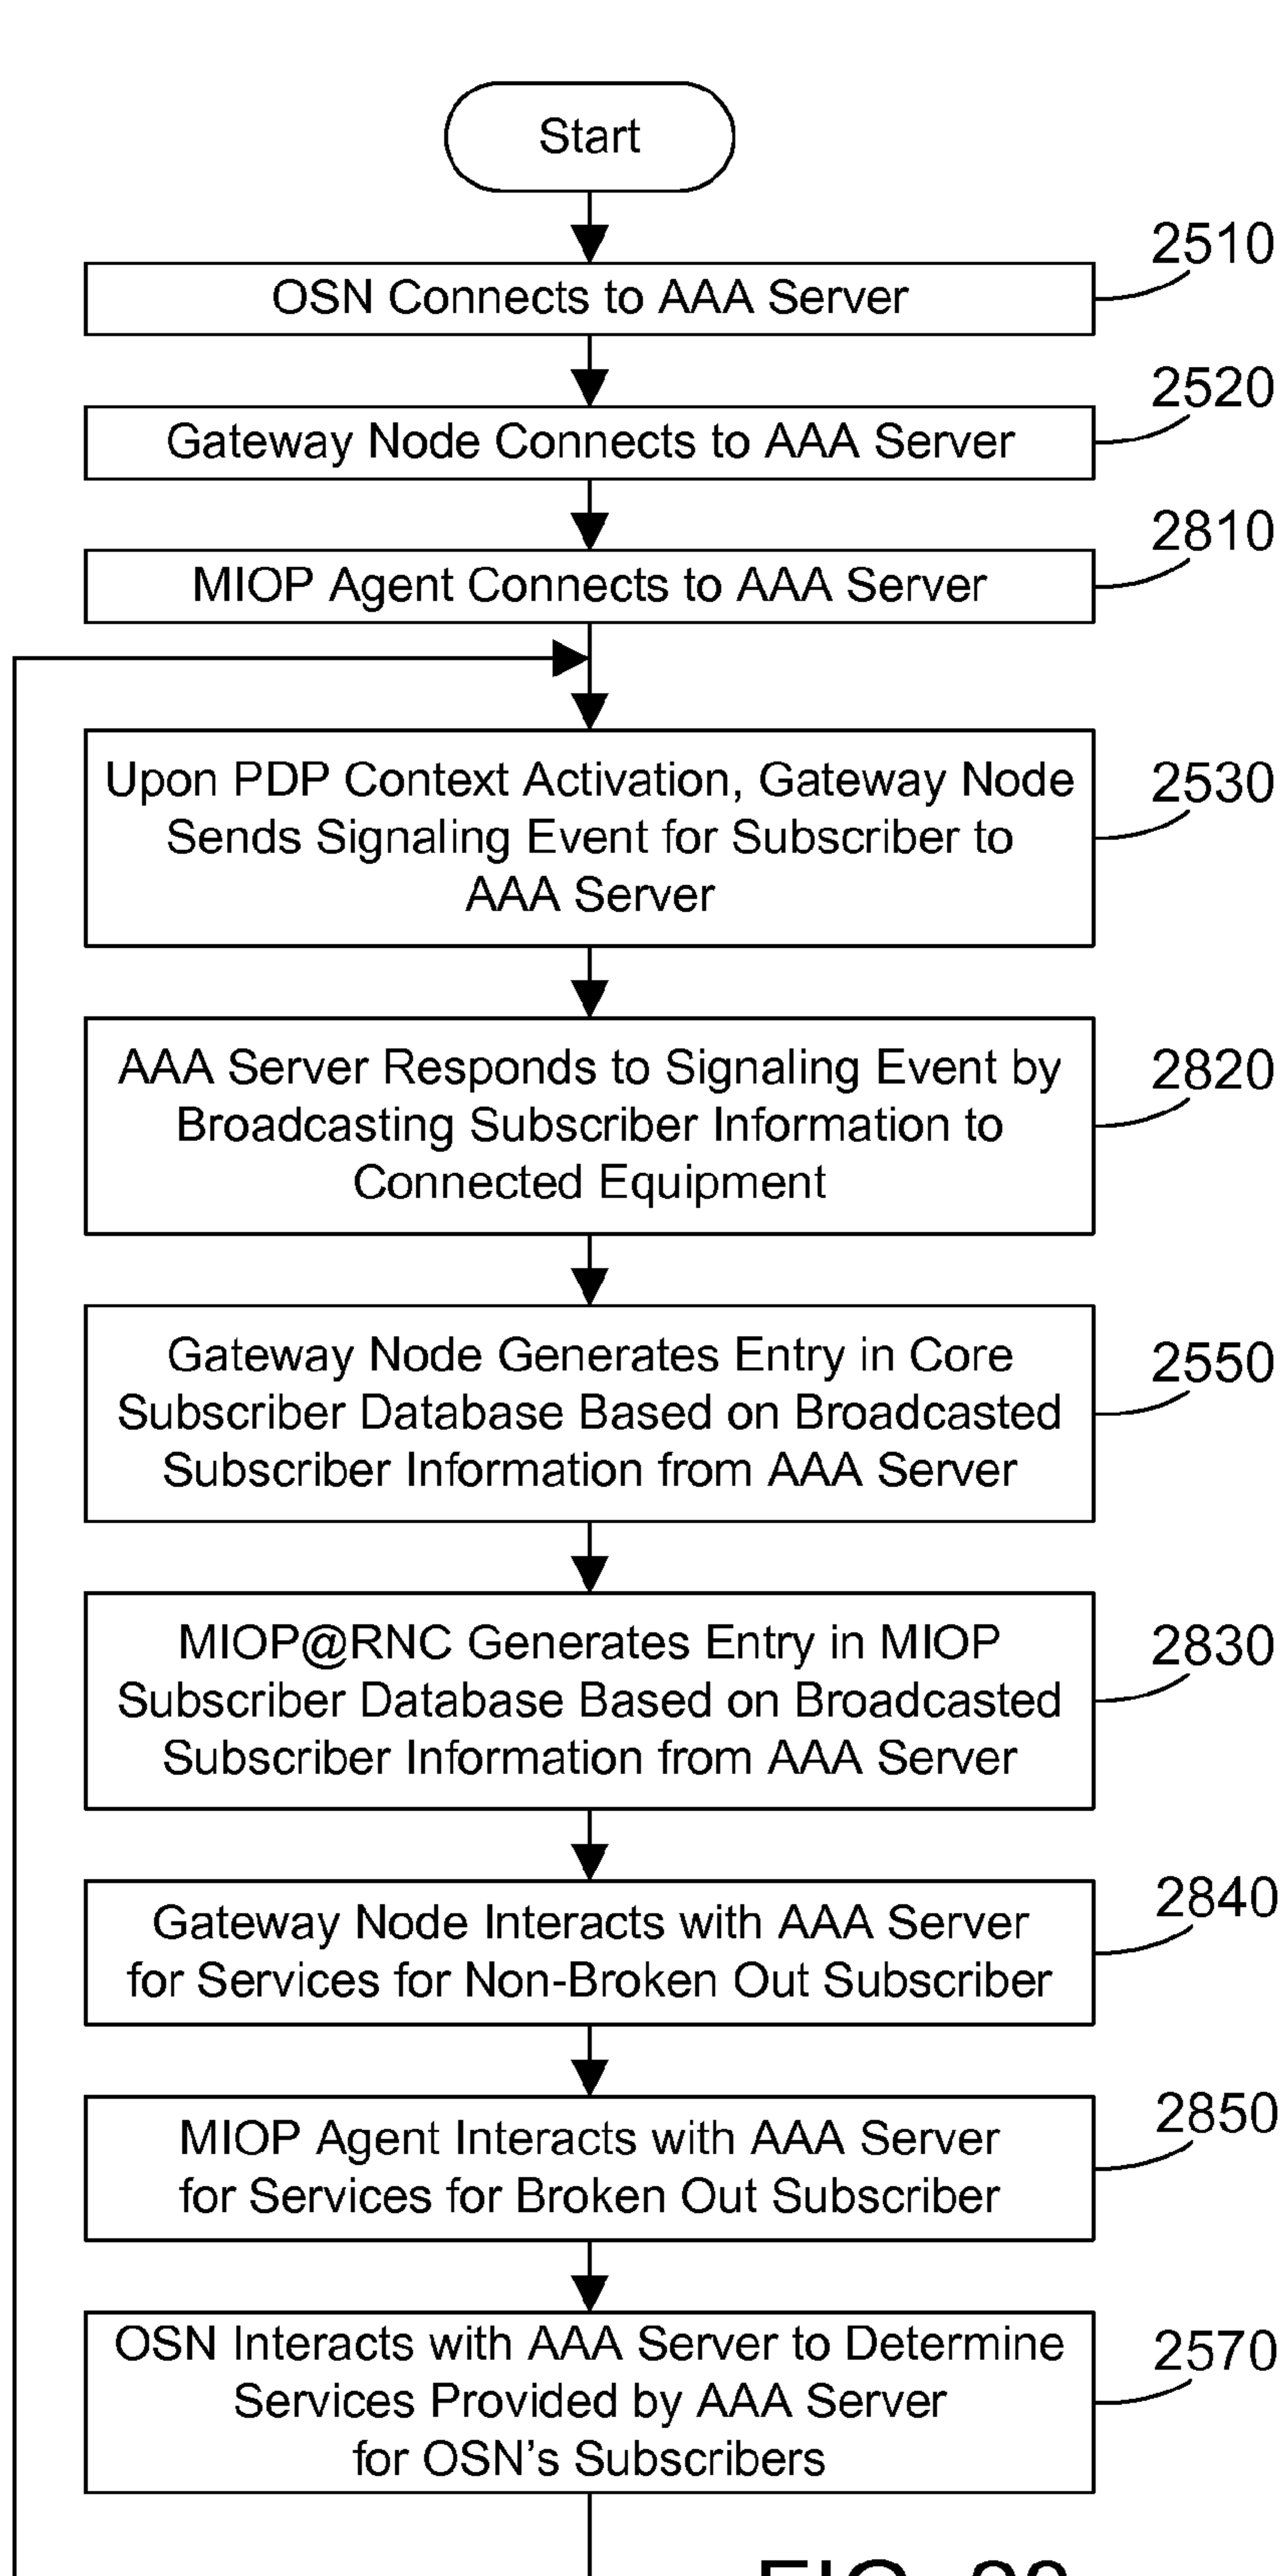 Start
2510
OSN Connects to AAA Server
2520
Gateway Node Connects to AAA Server
2810
MIOP Agent Connects to AAA Server
2530
Upon PDP Context Activation, Gateway Node
Sends Signaling Event for Subscriber to
AAA Server
2820
AAA Server Responds to Signaling Event by
Broadcasting Subscriber Information to
Connected Equipment
2550
Gateway Node Generates Entry in Core
Subscriber Database Based on Broadcasted
Subscriber Information from AAA Server
2830
MIOP@RNC Generates Entry in MIOP
Subscriber Database Based on Broadcasted
Subscriber Information from AAA Server
2840
Gateway Node Interacts with AAA Server
for Services for Non-Broken Out Subscriber
2850
MIOP Agent Interacts with AAA Server
for Services for Broken Out Subscriber
2570
OSN Interacts with AAA Server to Determine
Services Provided by AAA Server
for OSN's Subscribers
FIG.